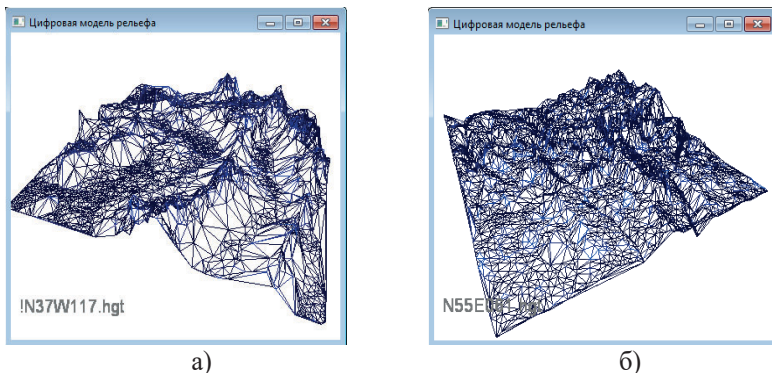 Цифровая модель рельефа
Цифровая модель рельефа
!N37W117.hgt
а)
б)